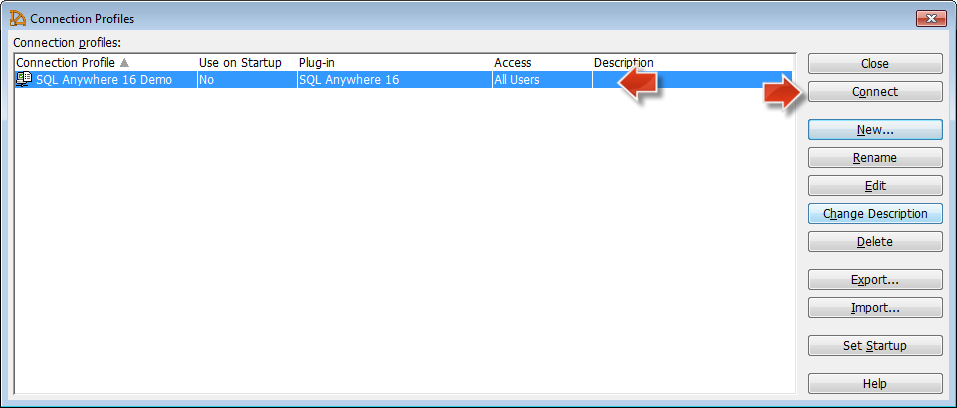 Connection Profiles
Connection profiles:
Connection Profile Use on Startup Plug-in Access Description
SQL Anywhere 16 Demo No SQL Anywhere 16 All Users
Close
Connect
New...
Rename
Edit
Change Description
Delete
Export...
Import...
Set Startup
Help